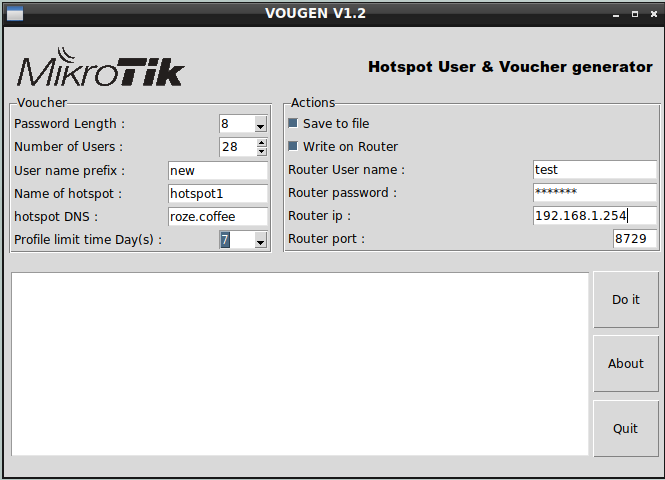 VOUGEN V1.2
MikroTik
Hotspot User & Voucher generator
Voucher
Password Length : 8
Number of Users : 28
User name prefix : new
Name of hotspot : hotspot1
hotspot DNS : roze.coffee
Profile limit time Day(s) : 7
Actions
Save to file
Write on Router
Router User name : test
Router password : *******
Router ip : 192.168.1.254
Router port : 8729
Do it
About
Quit